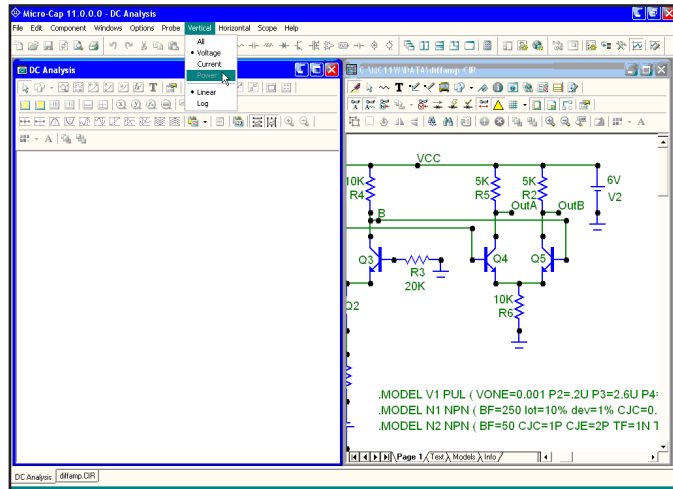 Micro-Cap 11.0.0.0 - DC Analysis
File Edit Component Windows Options Probe Vertical Horizontal Scope Help
All
Voltage
Current
Power
Linear
Log
DC Analysis
C:\MC11W\DATA\diffamp.CIR
T
T
A
A
VCC
10K
R4
5K
R5
5K
R2
6V
V2
OutA
OutB
B
Q3
Q4
Q5
R3
20K
Q2
10K
R6
.MODEL V1 PUL ( VONE=0.001 P2=.2U P3=2.6U P4=
.MODEL N1 NPN ( BF=250 lot=10% dev=1% CJC=0.
.MODEL N2 NPN ( BF=50 CJC=1P CJE=2P TF=1N T
Page 1 Text Models Info
DC Analysis diffamp.CIR